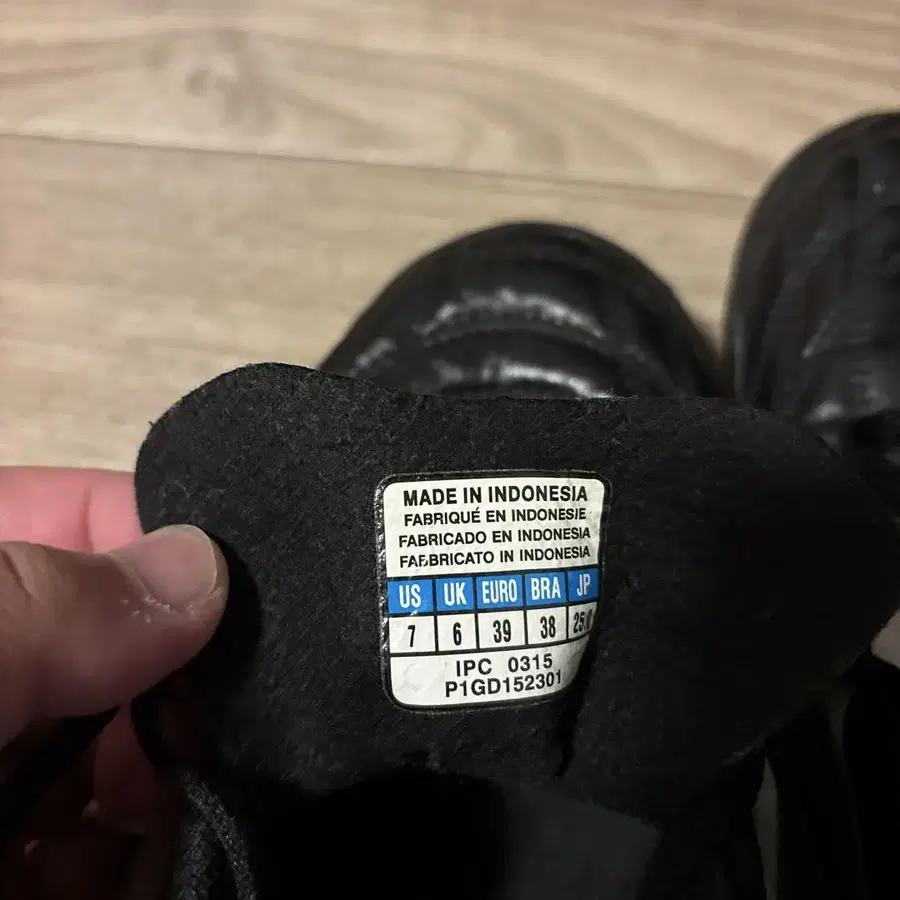 MADE IN INDONESIA
FABRIQUÉ EN INDONESIE
FABRICADO EN INDONESIA
FABBRICATO IN INDONESIA
US UK EURO BRA JP
7 6 39 38 25.0
IPC 0315
P1GD152301